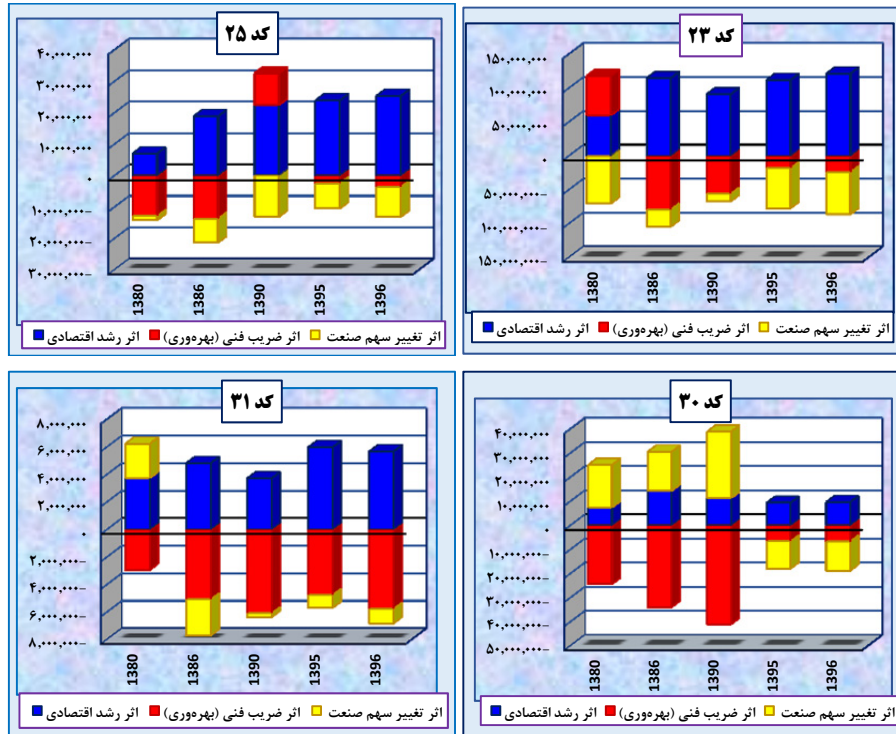 کد ۲۵
۴۰,۰۰۰,۰۰۰
۳۰,۰۰۰,۰۰۰
۲۰,۰۰۰,۰۰۰
۱۰,۰۰۰,۰۰۰
۰
۱۰,۰۰۰,۰۰۰−
۲۰,۰۰۰,۰۰۰−
۳۰,۰۰۰,۰۰۰−
1380 1386 1390 1395 1396
اثر رشد اقتصادی اثر ضریب فنی (بهره‌وری) اثر تغییر سهم صنعت
کد ۲۳
۱۵۰,۰۰۰,۰۰۰
۱۰۰,۰۰۰,۰۰۰
۵۰,۰۰۰,۰۰۰
۰
۵۰,۰۰۰,۰۰۰−
۱۰۰,۰۰۰,۰۰۰−
۱۵۰,۰۰۰,۰۰۰−
1380 1386 1390 1395 1396
اثر رشد اقتصادی اثر ضریب فنی (بهره‌وری) اثر تغییر سهم صنعت
کد ۳۱
۸,۰۰۰,۰۰۰
۶,۰۰۰,۰۰۰
۴,۰۰۰,۰۰۰
۲,۰۰۰,۰۰۰
۰
۲,۰۰۰,۰۰۰−
۴,۰۰۰,۰۰۰−
۶,۰۰۰,۰۰۰−
۸,۰۰۰,۰۰۰−
1380 1386 1390 1395 1396
اثر رشد اقتصادی اثر ضریب فنی (بهره‌وری) اثر تغییر سهم صنعت
کد ۳۰
۴۰,۰۰۰,۰۰۰
۳۰,۰۰۰,۰۰۰
۲۰,۰۰۰,۰۰۰
۱۰,۰۰۰,۰۰۰
۰
۱۰,۰۰۰,۰۰۰−
۲۰,۰۰۰,۰۰۰−
۳۰,۰۰۰,۰۰۰−
۴۰,۰۰۰,۰۰۰−
۵۰,۰۰۰,۰۰۰−
1380 1386 1390 1395 1396
اثر رشد اقتصادی اثر ضریب فنی (بهره‌وری) اثر تغییر سهم صنعت